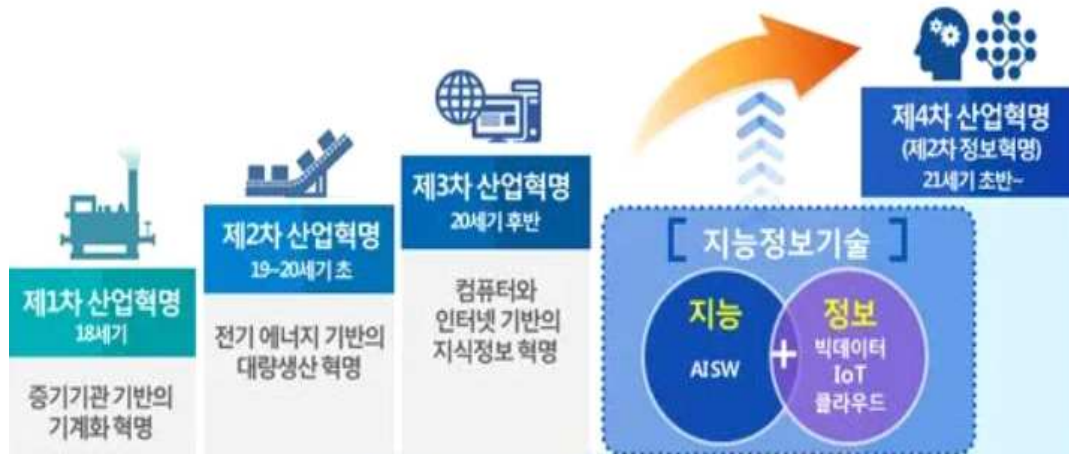 제1차 산업혁명
18세기
증기기관 기반의
기계화 혁명
제2차 산업혁명
19~20세기 초
전기 에너지 기반의
대량생산 혁명
제3차 산업혁명
20세기 후반
컴퓨터와
인터넷 기반의
지식정보 혁명
[ 지능정보기술 ]
지능
AISW
+
정보
빅데이터
IoT
클라우드
제4차 산업혁명
(제2차 정보혁명)
21세기 초반~